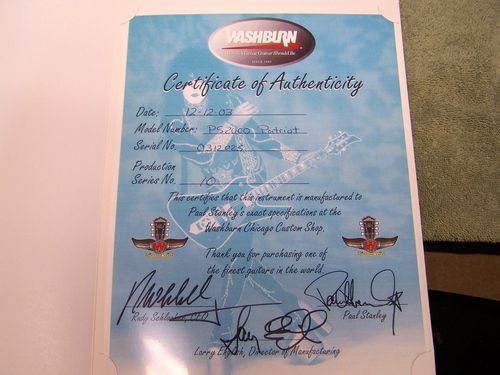 WASHBURN
SINCE 1883
Certificate of Authenticity
Date: 12-12-03
Model Number: PS2000 Portrait
Serial No. 0312025
Production
Series No. 10
This certifies that this instrument is manufactured to
Paul Stanley's exact specifications at the
Washburn Chicago Custom Shop.
Thank you for purchasing one of
the finest guitars in the world.
Rudy Schlacher, CEO
Paul Stanley
Larry English, Director of Manufacturing